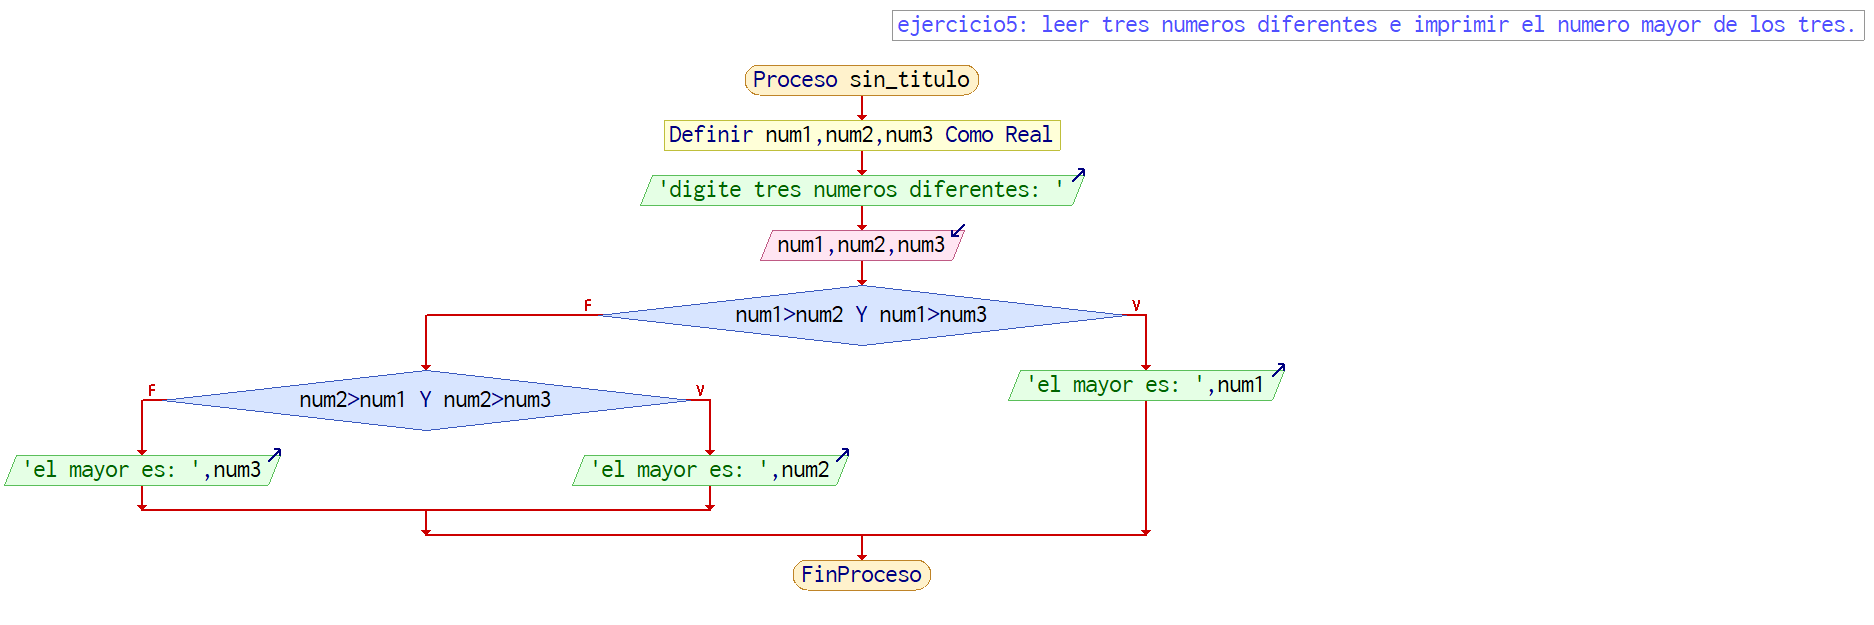 ejercicio5: leer tres numeros diferentes e imprimir el numero mayor de los tres.
Proceso sin_titulo
Definir num1,num2,num3 Como Real
'digite tres numeros diferentes: '
num1,num2,num3
F
num1>num2 Y num1>num3
V
F
num2>num1 Y num2>num3
V
'el mayor es: ',num1
'el mayor es: ',num3
'el mayor es: ',num2
FinProceso